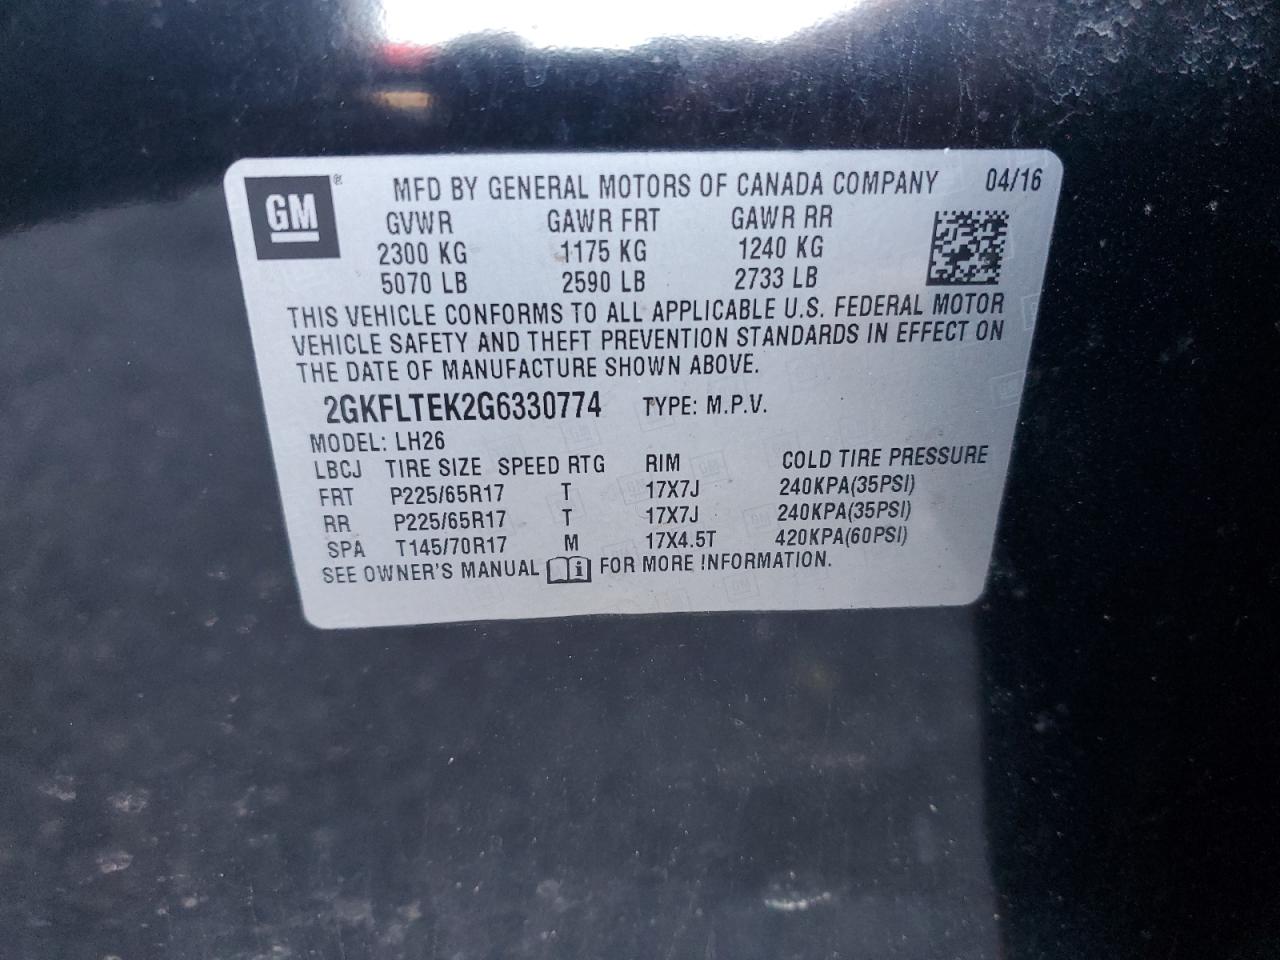 GM ® MFD BY GENERAL MOTORS OF CANADA COMPANY 04/16
GVWR GAWR FRT GAWR RR
2300 KG 1175 KG 1240 KG
5070 LB 2590 LB 2733 LB
THIS VEHICLE CONFORMS TO ALL APPLICABLE U.S. FEDERAL MOTOR
VEHICLE SAFETY AND THEFT PREVENTION STANDARDS IN EFFECT ON
THE DATE OF MANUFACTURE SHOWN ABOVE.
2GKFLTEK2G6330774 TYPE: M.P.V.
MODEL: LH26
LBCJ TIRE SIZE SPEED RTG RIM COLD TIRE PRESSURE
FRT P225/65R17 T 17X7J 240KPA(35PSI)
RR P225/65R17 T 17X7J 240KPA(35PSI)
SPA T145/70R17 M 17X4.5T 420KPA(60PSI)
SEE OWNER'S MANUAL i FOR MORE INFORMATION.